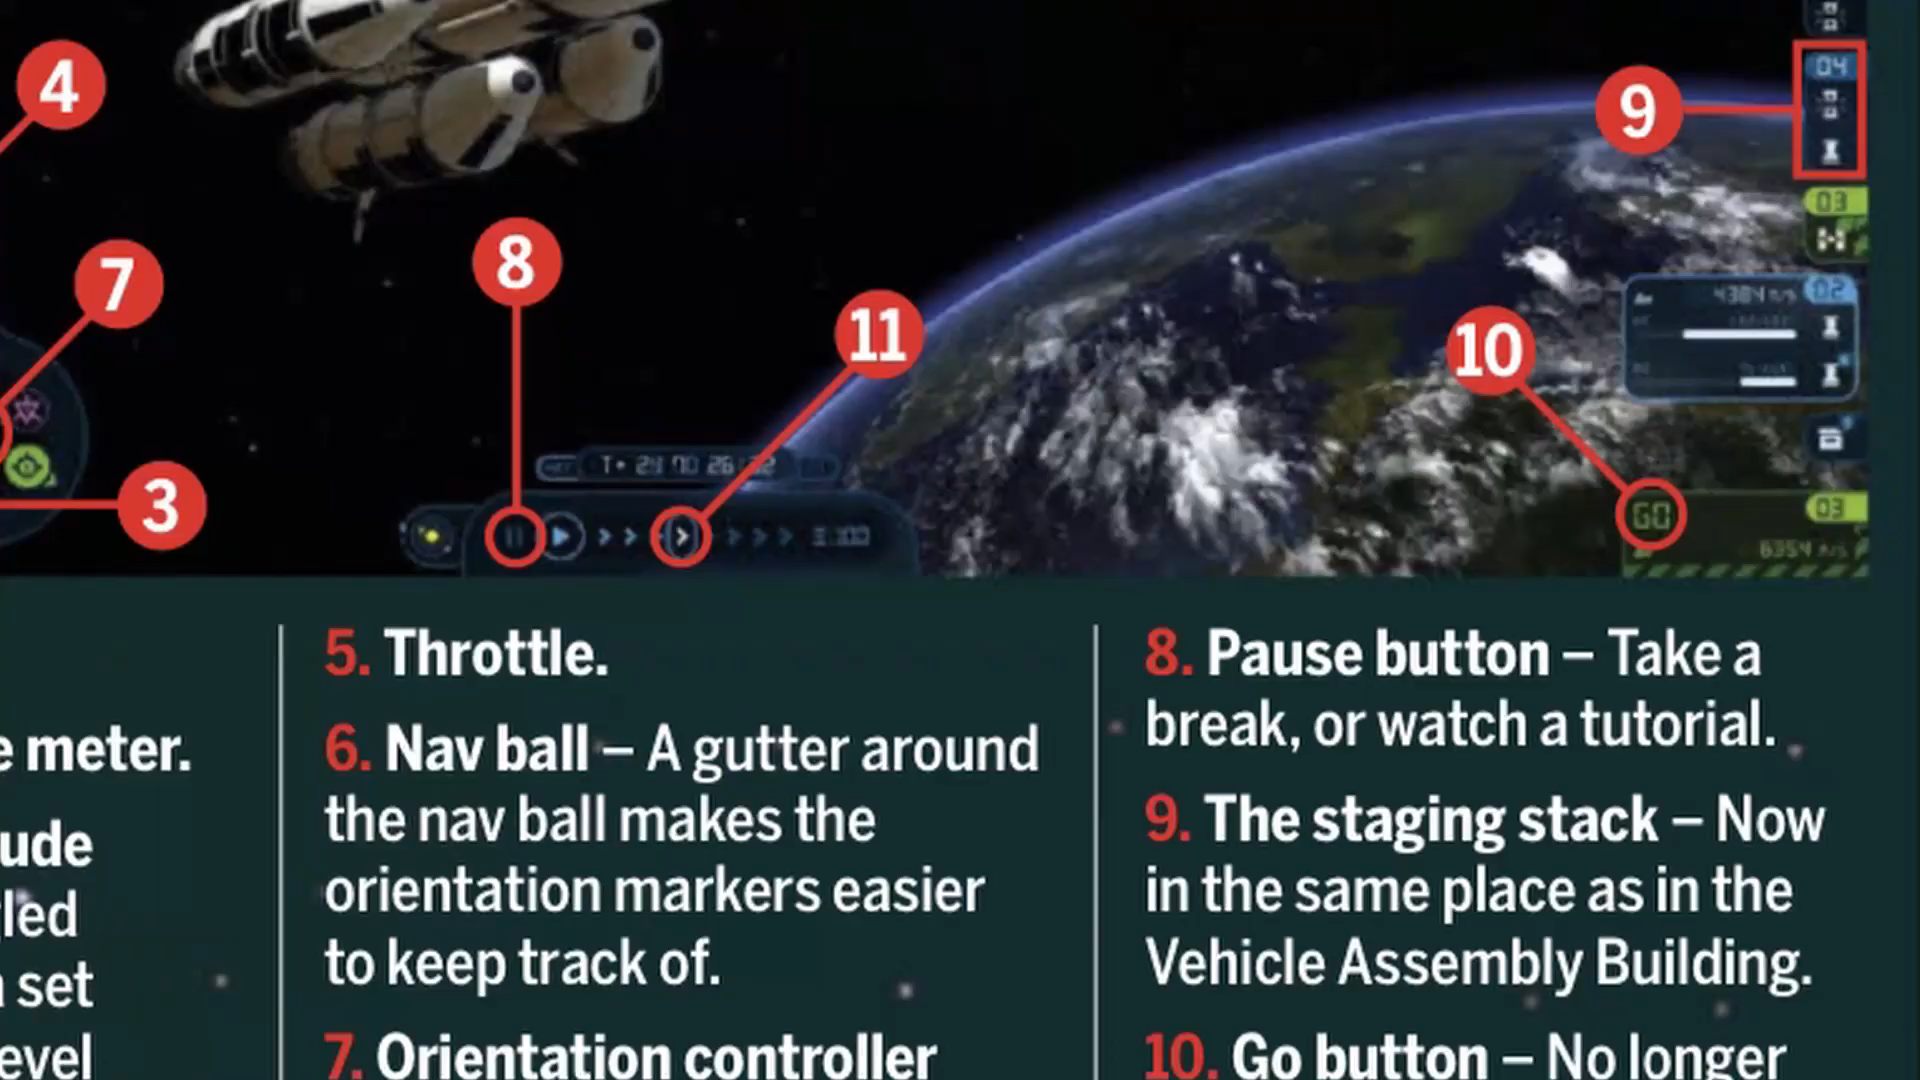 4
9
04
03
7
8
11
10
02
4384 m/s
3
GO
03
6354 m/s
e meter.
ude
led
set
evel
5. Throttle.
6. Nav ball – A gutter around
the nav ball makes the
orientation markers easier
to keep track of.
7. Orientation controller
8. Pause button – Take a
break, or watch a tutorial.
9. The staging stack – Now
in the same place as in the
Vehicle Assembly Building.
10. Go button – No longer